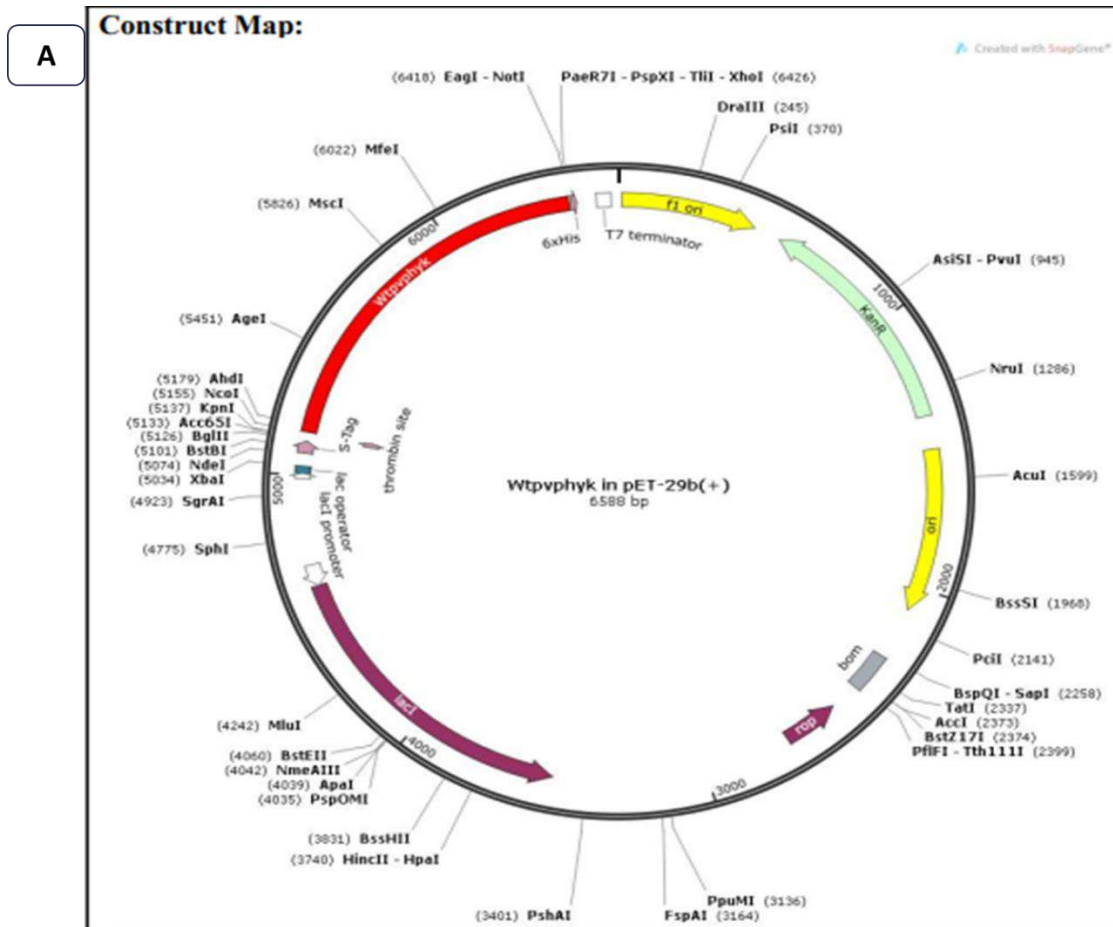 Construct Map:
A
Created with SnapGene®
(6418) EagI - NotI
PaeR7I - PspXI - TliI - XhoI (6426)
DraIII (245)
PsiI (370)
(6022) MfeI
(5826) MscI
6000
6xHis
T7 terminator
f1 ori
AsiSI - PvuI (945)
1000
Wtpvphyk
KanR
(5451) AgeI
NruI (1286)
(5179) AhdI
(5155) NcoI
(5137) KpnI
(5133) Acc65I
(5126) BglII
(5101) BstBI
(5074) NdeI
(5034) XbaI
(4923) SgrAI
(4775) SphI
5000
S-Tag
thrombin site
lac operator
lacI promoter
Wtpvphyk in pET-29b(+)
6588 bp
AcuI (1599)
ori
2000
BssSI (1968)
PciI (2141)
bom
BspQI - SapI (2258)
TatI (2337)
AccI (2373)
BstZ17I (2374)
PflFI - Tth111I (2399)
rop
lacI
(4242) MluI
(4060) BstEII
(4042) NmeAIII
(4039) ApaI
(4035) PspOMI
4000
3000
(3831) BssHII
(3740) HincII - HpaI
PpuMI (3136)
(3401) PshAI
FspAI (3164)